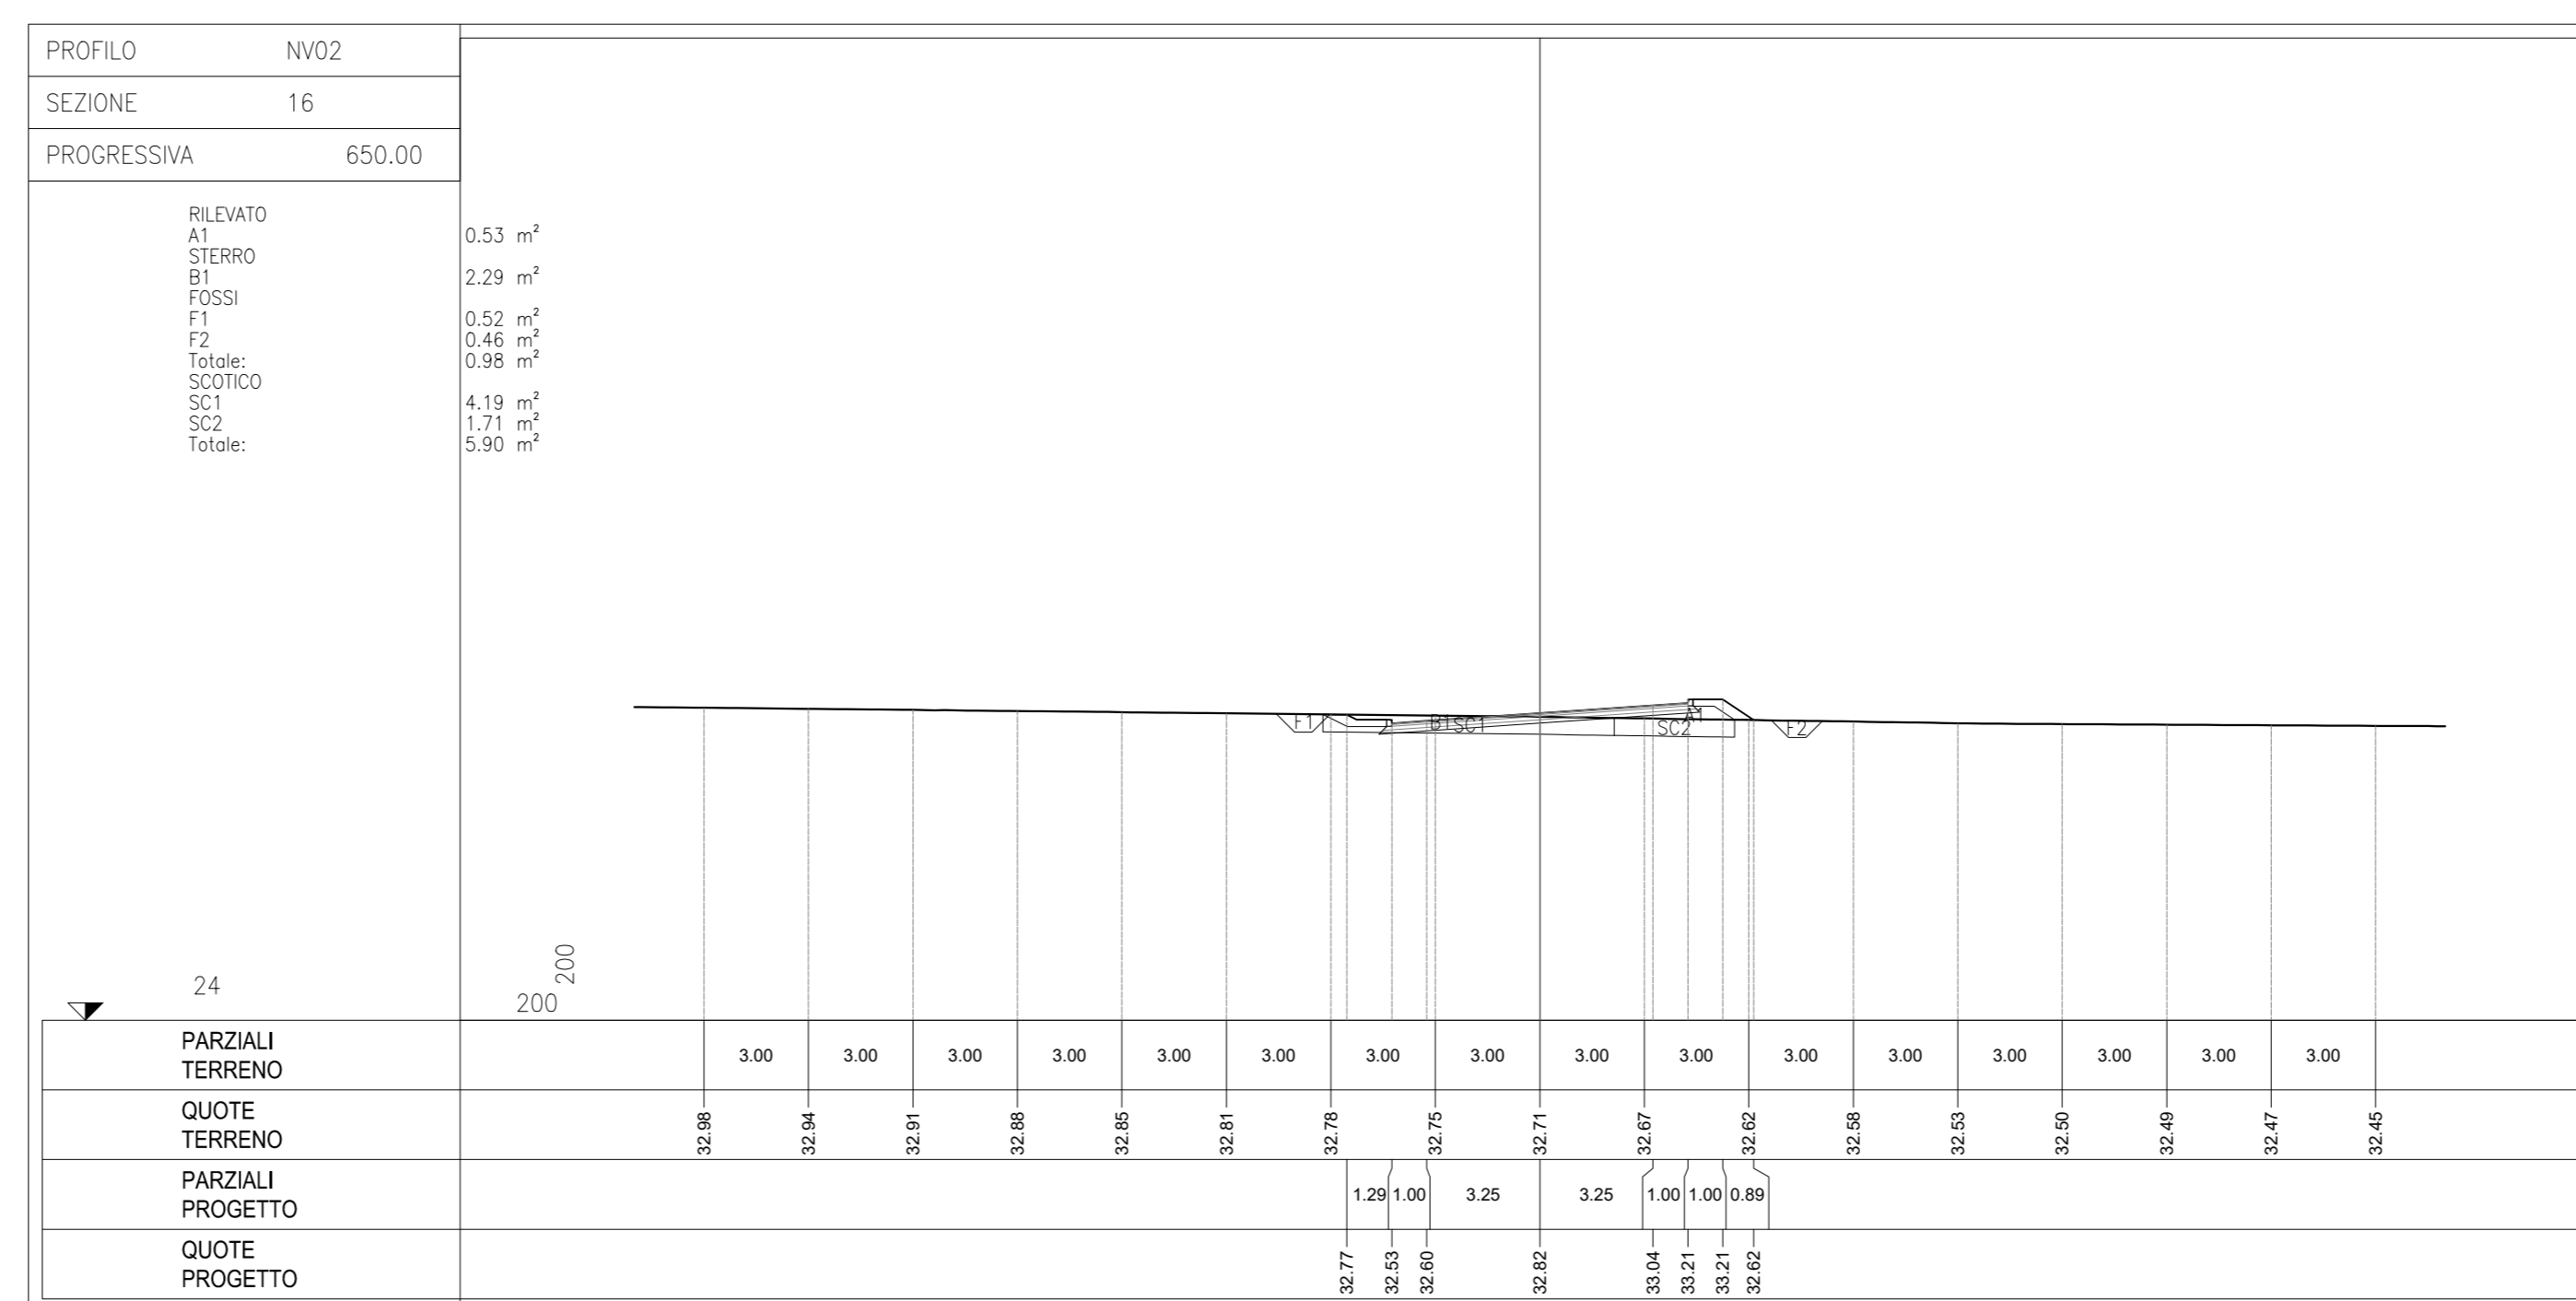 PROFILO NV02
SEZIONE 16
PROGRESSIVA 650.00
RILEVATO
A1 0.53 m²
STERRO
B1 2.29 m²
FOSSI
F1 0.52 m²
F2 0.46 m²
Totale: 0.98 m²
SCOTICO
SC1 4.19 m²
SC2 1.71 m²
Totale: 5.90 m²
F1 B1 SC1 SC2 A1 F2
24 200 200
PARZIALI
TERRENO
3.00 3.00 3.00 3.00 3.00 3.00 3.00 3.00 3.00 3.00 3.00 3.00 3.00 3.00 3.00 3.00
QUOTE
TERRENO
32.98 32.94 32.91 32.88 32.85 32.81 32.78 32.75 32.71 32.67 32.62 32.58 32.53 32.50 32.49 32.47 32.45
PARZIALI
PROGETTO
1.29 1.00 3.25 3.25 1.00 1.00 0.89
QUOTE
PROGETTO
32.77 32.53 32.60 32.82 33.04 33.21 33.21 32.62